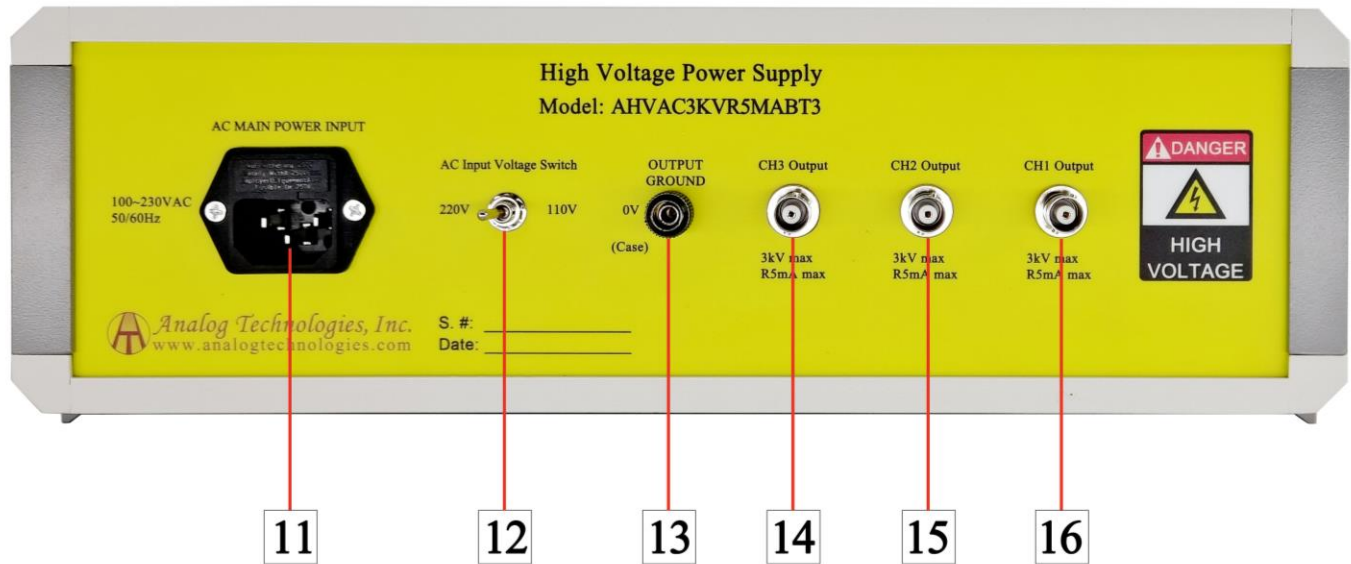 High Voltage Power Supply
Model: AHVAC3KVR5MABT3
AC MAIN POWER INPUT
100~230VAC
50/60Hz
AC Input Voltage Switch
220V
110V
OUTPUT
GROUND
0V
(Case)
CH3 Output
3kV max
R5mA max
CH2 Output
3kV max
R5mA max
CH1 Output
3kV max
R5mA max
DANGER
HIGH
VOLTAGE
Analog Technologies, Inc.
www.analogtechnologies.com
S. #:
Date:
11
12
13
14
15
16